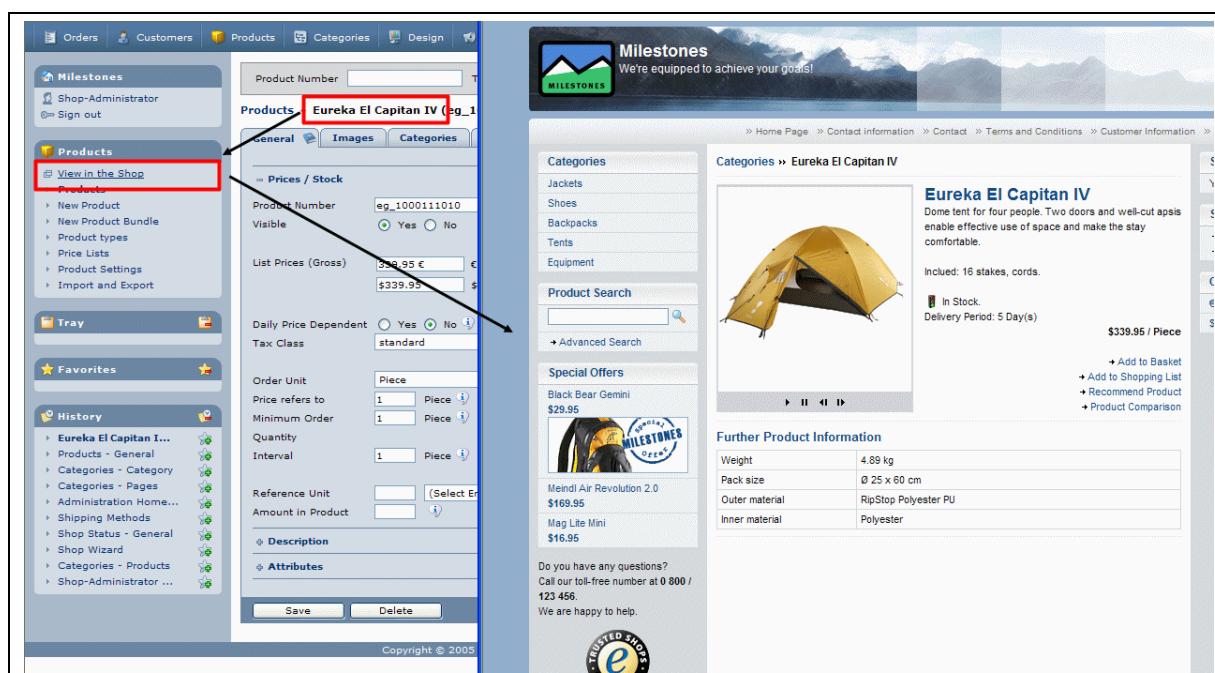 Orders Customers Products Categories Design
Milestones
Shop-Administrator
Sign out
Products
View in the Shop
Products
New Product
New Product Bundle
Product types
Price Lists
Product Settings
Import and Export
Tray
Favorites
History
Eureka El Capitan I...
Products - General
Categories - Category
Categories - Pages
Administration Home...
Shipping Methods
Shop Status - General
Shop Wizard
Categories - Products
Shop-Administrator ...
Product Number T
Products Eureka El Capitan IV (eg_1
General Images Categories
Prices / Stock
Product Number eg_1000111010
Visible Yes No
List Prices (Gross) 339.95 € €
$339.95 $
Daily Price Dependent Yes No
Tax Class standard
Order Unit Piece
Price refers to 1 Piece
Minimum Order 1 Piece
Quantity
Interval 1 Piece
Reference Unit (Select En
Amount in Product
Description
Attributes
Save Delete
Copyright © 2005
MILESTONES
Milestones
We're equipped to achieve your goals!
» Home Page » Contact information » Contact » Terms and Conditions » Customer Information »
Categories
Jackets
Shoes
Backpacks
Tents
Equipment
Product Search
Advanced Search
Special Offers
Black Bear Gemini
$29.95
Special
MILESTONES
Offer
Meindl Air Revolution 2.0
$169.95
Mag Lite Mini
$16.95
Do you have any questions?
Call our toll-free number at 0 800 /
123 456.
We are happy to help.
TRUSTED SHOPS
e
Categories ›› Eureka El Capitan IV
Eureka El Capitan IV
Dome tent for four people. Two doors and well-cut apsis
enable effective use of space and make the stay
comfortable.
Inclued: 16 stakes, cords.
In Stock.
Delivery Period: 5 Day(s)
$339.95 / Piece
Add to Basket
Add to Shopping List
Recommend Product
Product Comparison
Further Product Information
Weight 4.89 kg
Pack size Ø 25 x 60 cm
Outer material RipStop Polyester PU
Inner material Polyester